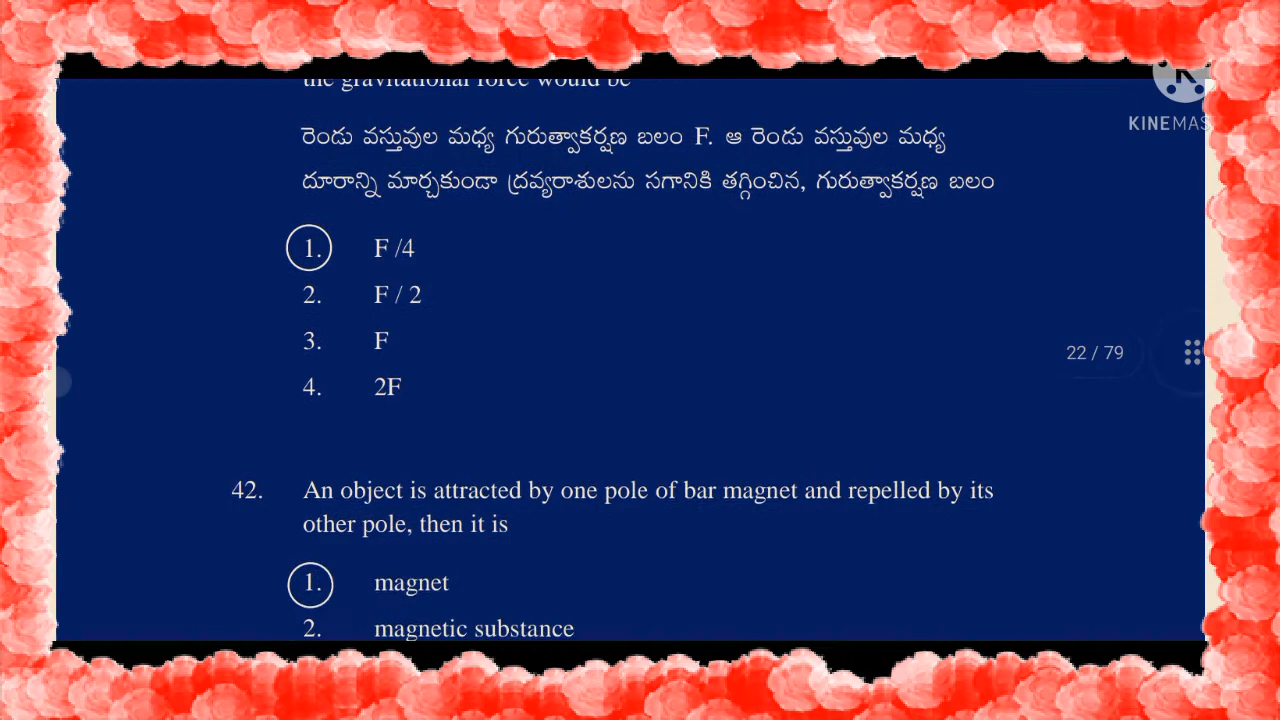 the gravitational force would be
KINEMAS
రెండు వస్తువుల మధ్య గురుత్వాకర్షణ బలం F. ఆ రెండు వస్తువుల మధ్య
దూరాన్ని మార్చకుండా ద్రవ్యరాశులను సగానికి తగ్గించిన, గురుత్వాకర్షణ బలం
1. F /4
2. F / 2
3. F
22 / 79
4. 2F
42. An object is attracted by one pole of bar magnet and repelled by its
other pole, then it is
1. magnet
2. magnetic substance